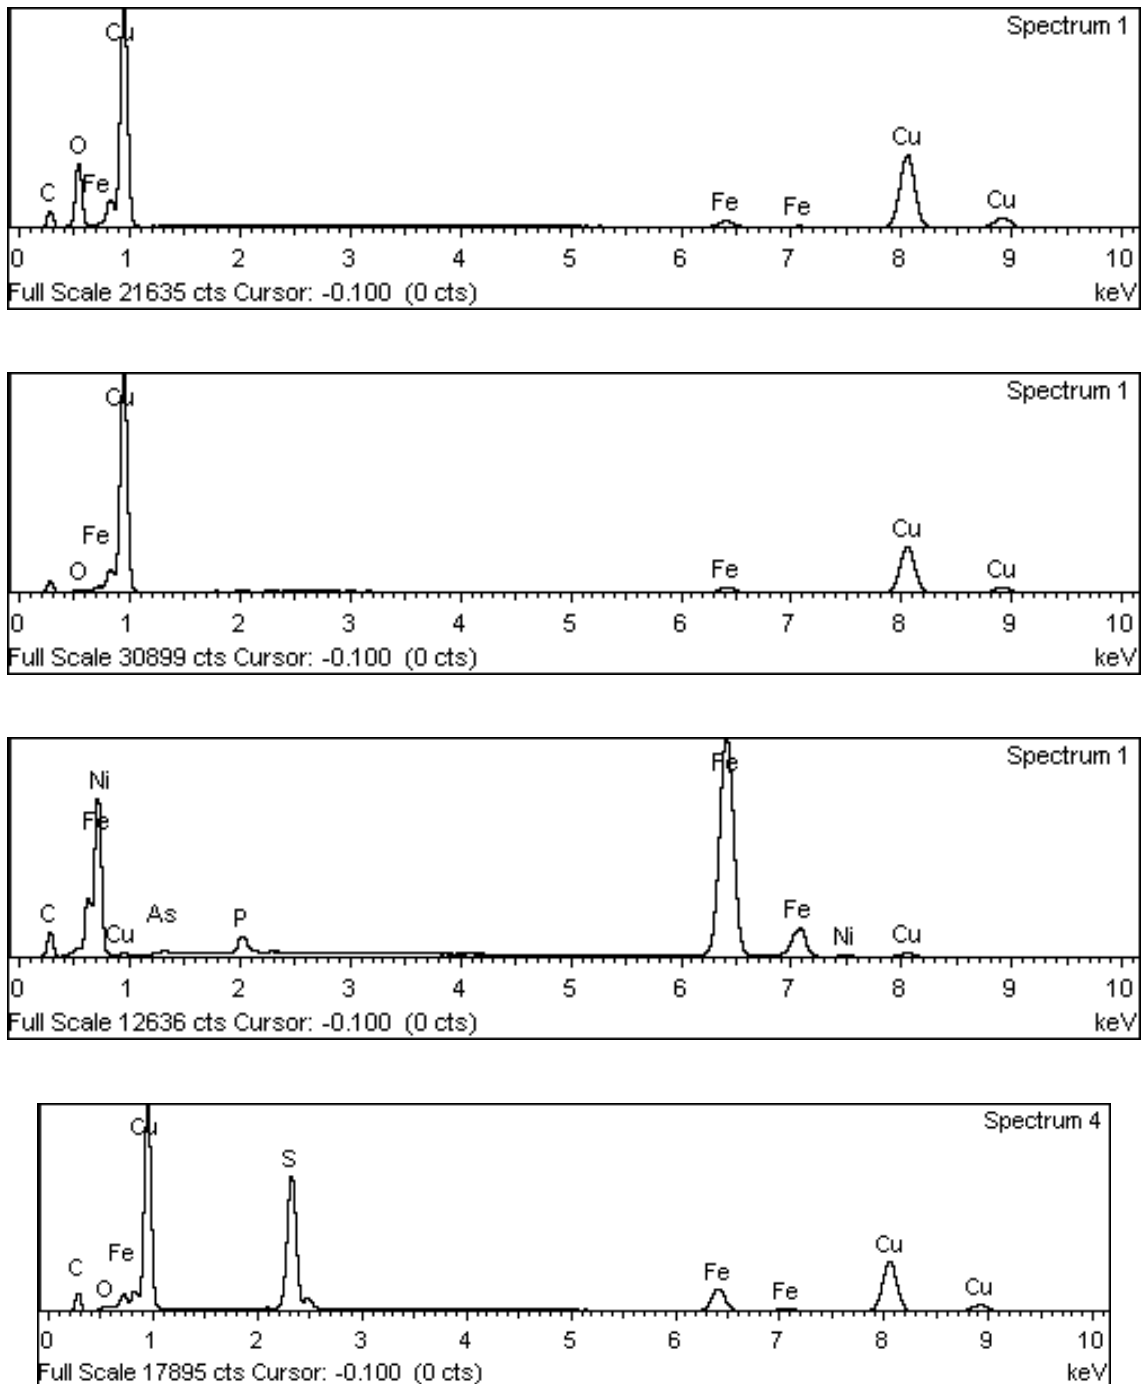 Spectrum 1
Cu
O
C
Fe
Fe
Fe
Cu
Cu
0 1 2 3 4 5 6 7 8 9 10
Full Scale 21635 cts Cursor: -0.100 (0 cts) keV
Spectrum 1
Cu
Fe
O
Fe
Cu
Cu
0 1 2 3 4 5 6 7 8 9 10
Full Scale 30899 cts Cursor: -0.100 (0 cts) keV
Spectrum 1
Ni
Fe
C
Cu
As
P
Fe
Fe
Ni
Cu
0 1 2 3 4 5 6 7 8 9 10
Full Scale 12636 cts Cursor: -0.100 (0 cts) keV
Spectrum 4
Cu
S
C
O
Fe
Fe
Fe
Cu
Cu
0 1 2 3 4 5 6 7 8 9 10
Full Scale 17895 cts Cursor: -0.100 (0 cts) keV